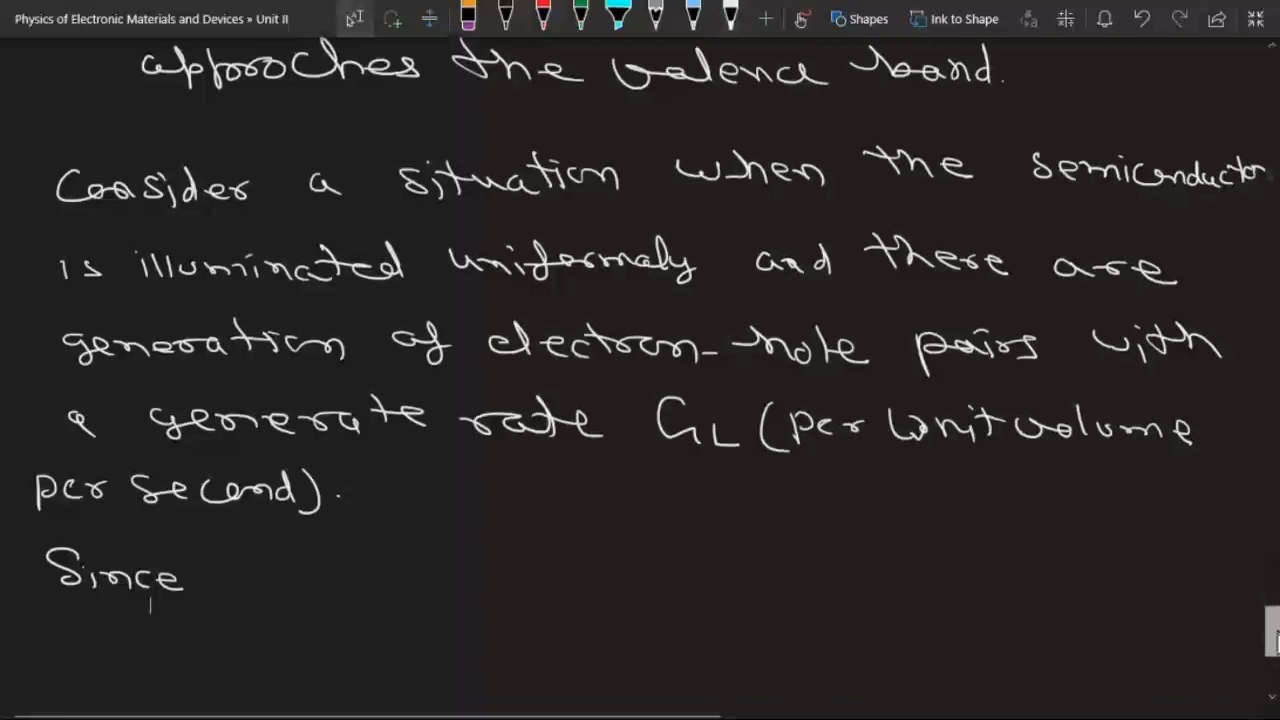 Physics of Electronic Materials and Devices » Unit II
Shapes
Ink to Shape
approches the valence band.
Consider a situation when the semiconductor
is illuminated uniformaly and there are
generation of electron-hole pairs with
a generate rate GL (per unit volume
per second).
Since